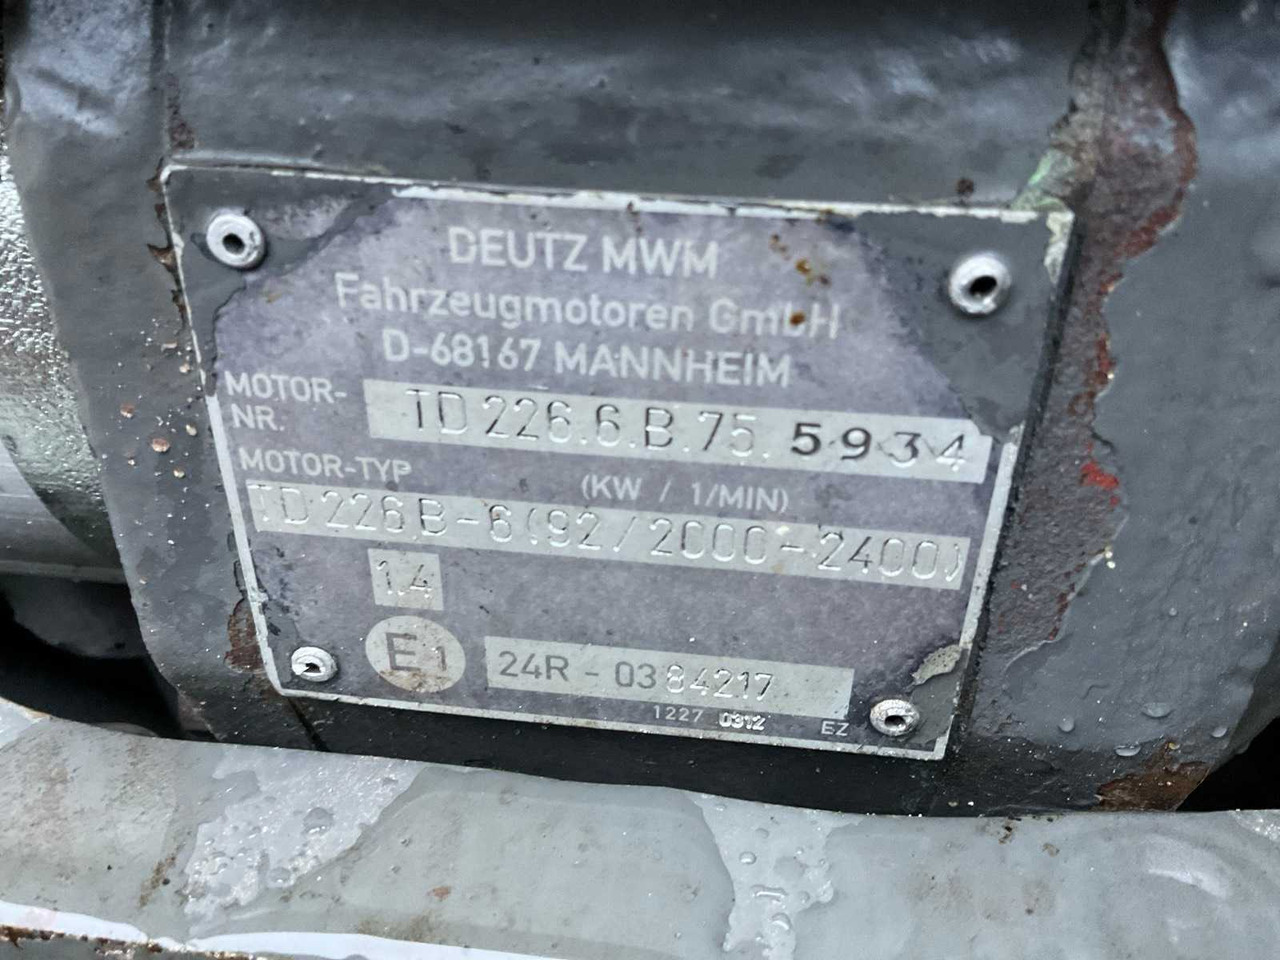 DEUTZ MWM
Fahrzeugmotoren GmbH
D-68167 MANNHEIM
MOTOR-
NR. TD 226.6.B.75. 5934
MOTOR-TYP (KW / 1/MIN)
TD 226 B-6(92/2000-2400)
1.4
E1 24R - 0384217
1227 0312 EZ